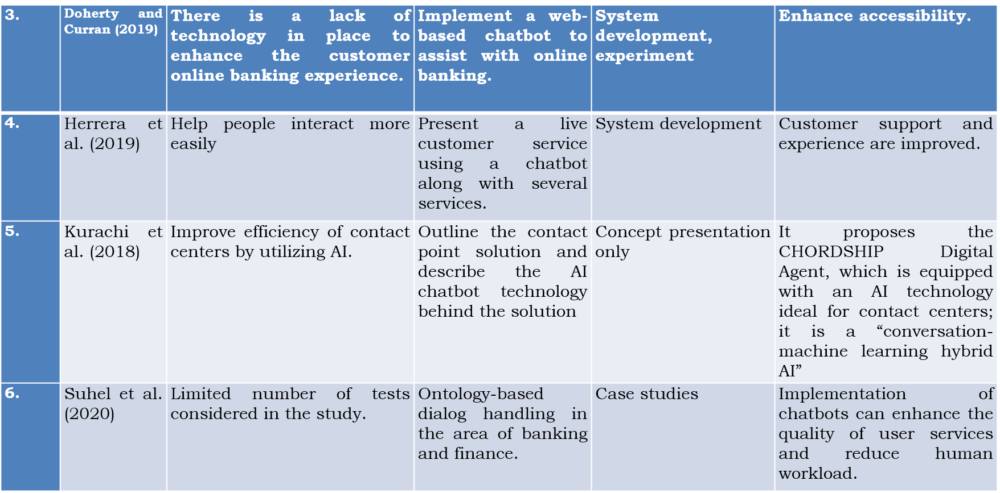 3.
Doherty and
Curran (2019)
There is a lack of
technology in place to
enhance the customer
online banking experience.
Implement a web-
based chatbot to
assist with online
banking.
System
development,
experiment
Enhance accessibility.
4.
Herrera et
al. (2019)
Help people interact more
easily
Present a live
customer service
using a chatbot
along with several
services.
System development
Customer support and
experience are improved.
5.
Kurachi et
al. (2018)
Improve efficiency of contact
centers by utilizing AI.
Outline the contact
point solution and
describe the AI
chatbot technology
behind the solution
Concept presentation
only
It proposes the
CHORDSHIP Digital
Agent, which is equipped
with an AI technology
ideal for contact centers;
it is a “conversation-
machine learning hybrid
AI”
6.
Suhel et al.
(2020)
Limited number of tests
considered in the study.
Ontology-based
dialog handling in
the area of banking
and finance.
Case studies
Implementation of
chatbots can enhance the
quality of user services
and reduce human
workload.